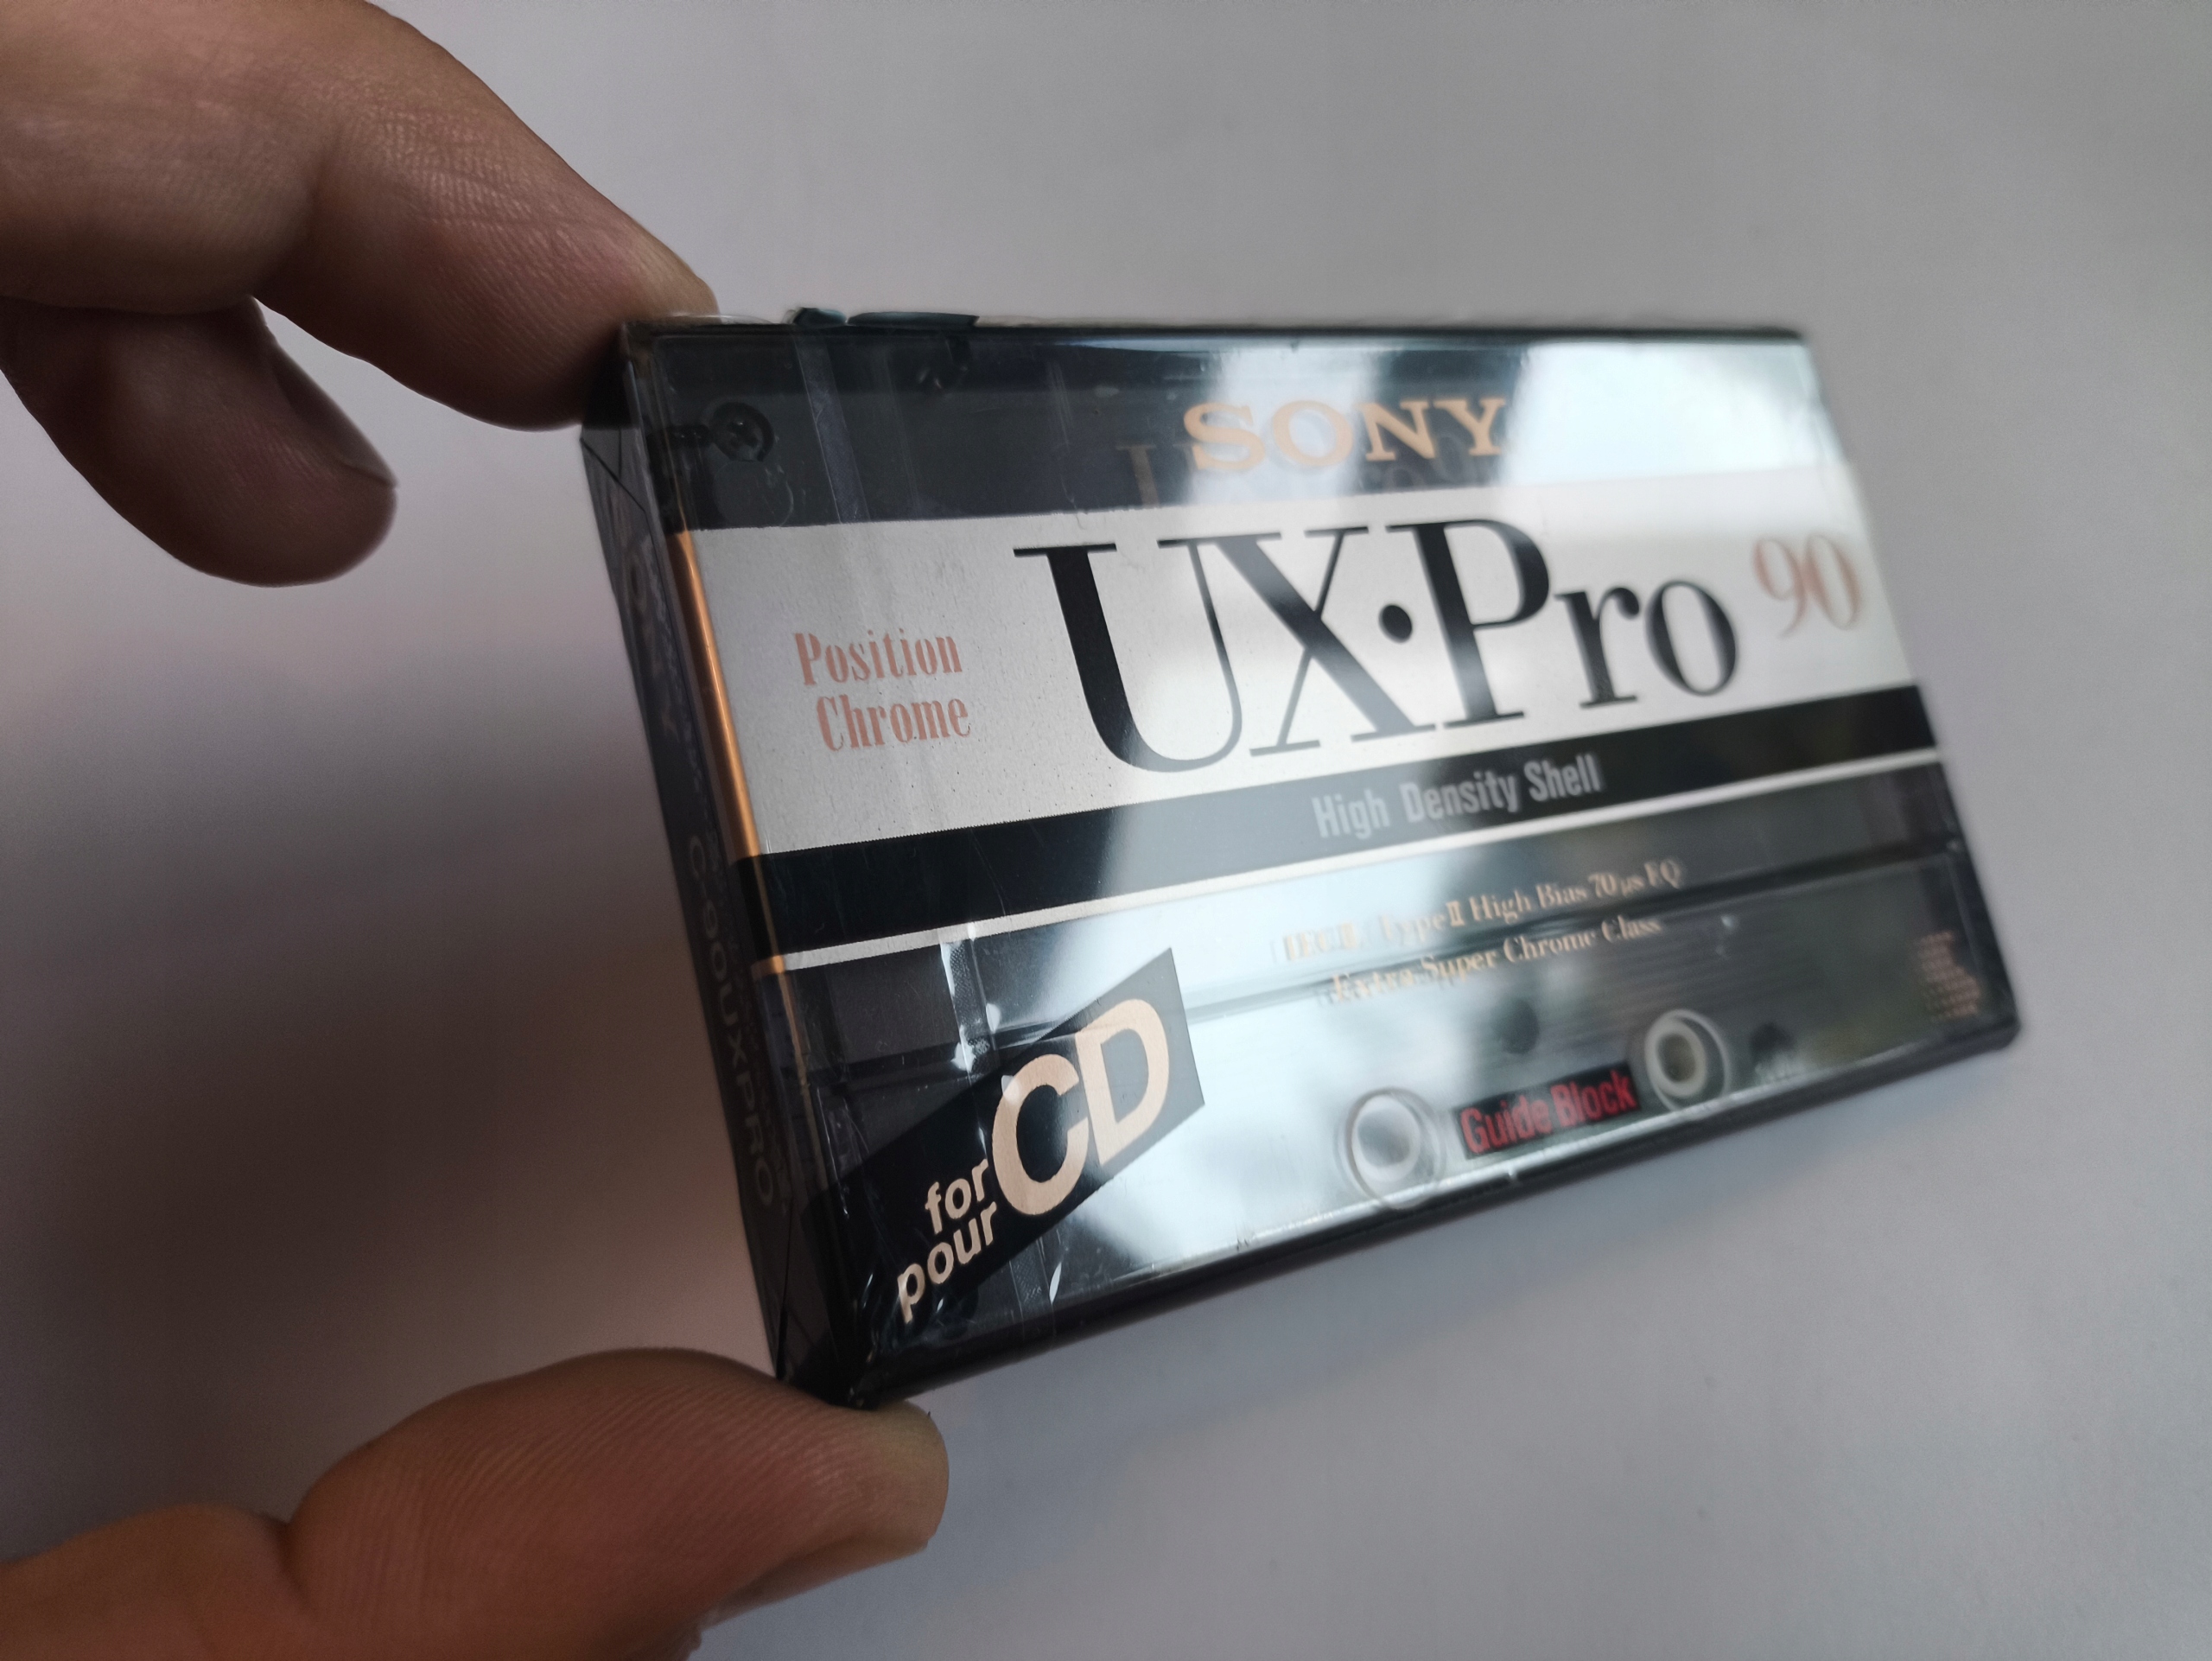 SONY
UX·Pro 90
Position
Chrome
High Density Shell
IEC II / Type II High Bias 70µs EQ
Extra Super Chrome Class
for
pour
CD
Guide Block
C-90UXPRO